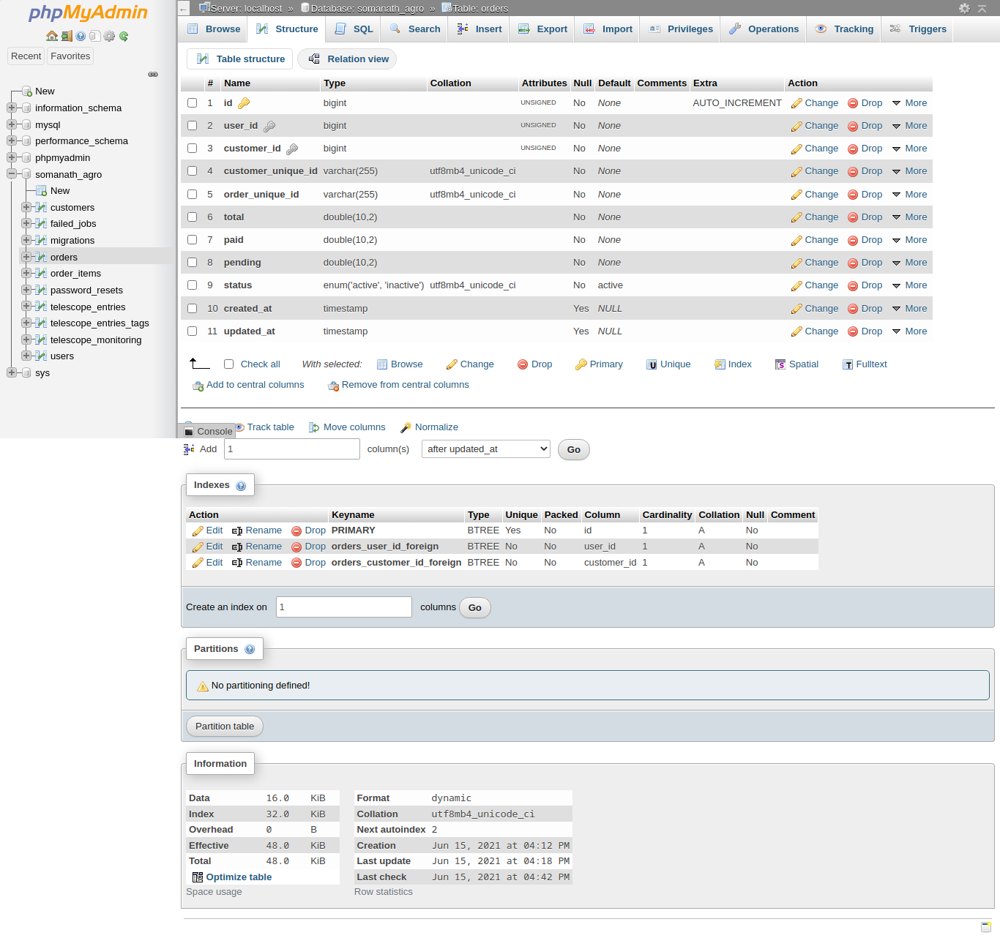 phpMyAdmin
Recent Favorites
New
information_schema
mysql
performance_schema
phpmyadmin
somanath_agro
New
customers
failed_jobs
migrations
orders
order_items
password_resets
telescope_entries
telescope_entries_tags
telescope_monitoring
users
sys
← Server: localhost » Database: somanath_agro » Table: orders
Browse Structure SQL Search Insert Export Import Privileges Operations Tracking Triggers
Table structure Relation view
# Name Type Collation Attributes Null Default Comments Extra Action
1 id bigint UNSIGNED No None AUTO_INCREMENT Change Drop More
2 user_id bigint UNSIGNED No None Change Drop More
3 customer_id bigint UNSIGNED No None Change Drop More
4 customer_unique_id varchar(255) utf8mb4_unicode_ci No None Change Drop More
5 order_unique_id varchar(255) utf8mb4_unicode_ci No None Change Drop More
6 total double(10,2) No None Change Drop More
7 paid double(10,2) No None Change Drop More
8 pending double(10,2) No None Change Drop More
9 status enum('active', 'inactive') utf8mb4_unicode_ci No active Change Drop More
10 created_at timestamp Yes NULL Change Drop More
11 updated_at timestamp Yes NULL Change Drop More
Check all With selected: Browse Change Drop Primary Unique Index Spatial Fulltext
Add to central columns Remove from central columns
Track table Move columns Normalize
Console
Add 1 column(s) after updated_at Go
Indexes
Action Keyname Type Unique Packed Column Cardinality Collation Null Comment
Edit Rename Drop PRIMARY BTREE Yes No id 1 A No
Edit Rename Drop orders_user_id_foreign BTREE No No user_id 1 A No
Edit Rename Drop orders_customer_id_foreign BTREE No No customer_id 1 A No
Create an index on 1 columns Go
Partitions
No partitioning defined!
Partition table
Information
Data 16.0 KiB
Index 32.0 KiB
Overhead 0 B
Effective 48.0 KiB
Total 48.0 KiB
Optimize table
Space usage
Format dynamic
Collation utf8mb4_unicode_ci
Next autoindex 2
Creation Jun 15, 2021 at 04:12 PM
Last update Jun 15, 2021 at 04:18 PM
Last check Jun 15, 2021 at 04:42 PM
Row statistics